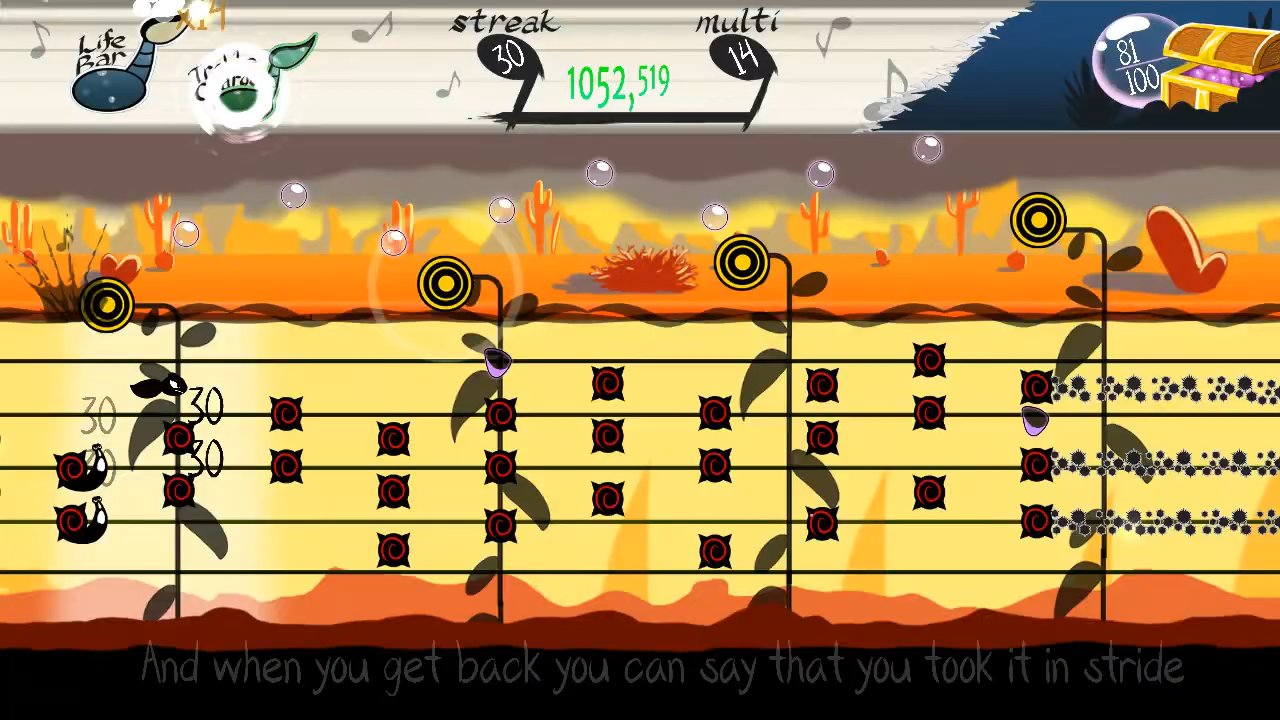 Life
Bar
x14
streak
30
1052,519
multi
14
81
100
30
30
30
And when you get back you can say that you took it in stride